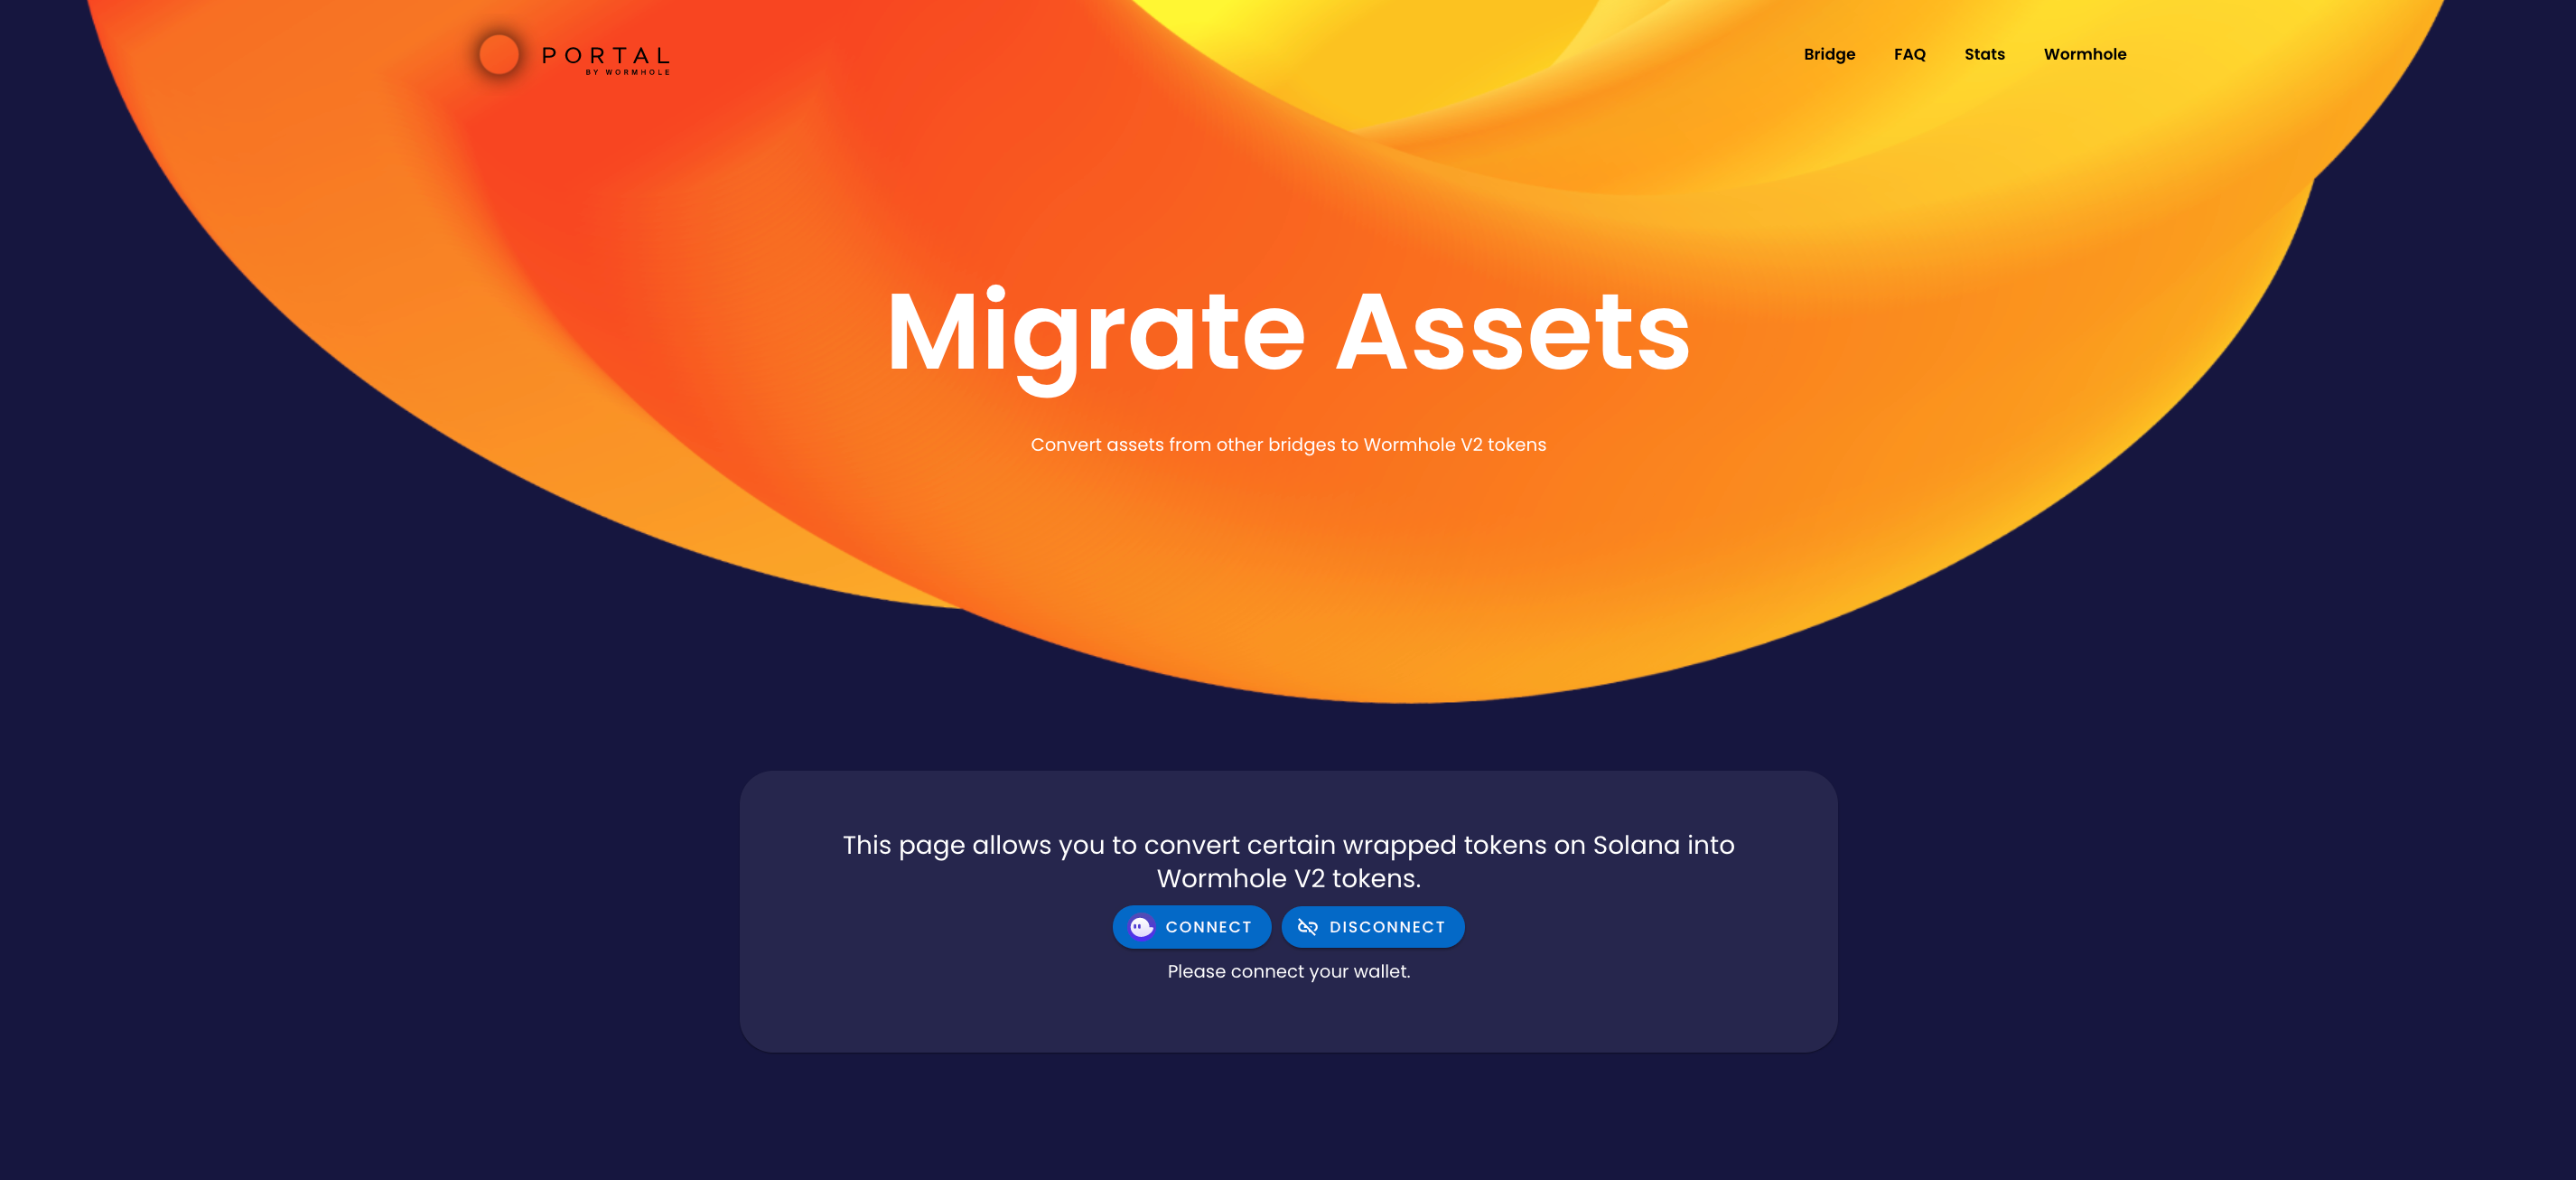 PORTAL
BY WORMHOLE
Bridge FAQ Stats Wormhole
Migrate Assets
Convert assets from other bridges to Wormhole V2 tokens
This page allows you to convert certain wrapped tokens on Solana into
Wormhole V2 tokens.
CONNECT DISCONNECT
Please connect your wallet.